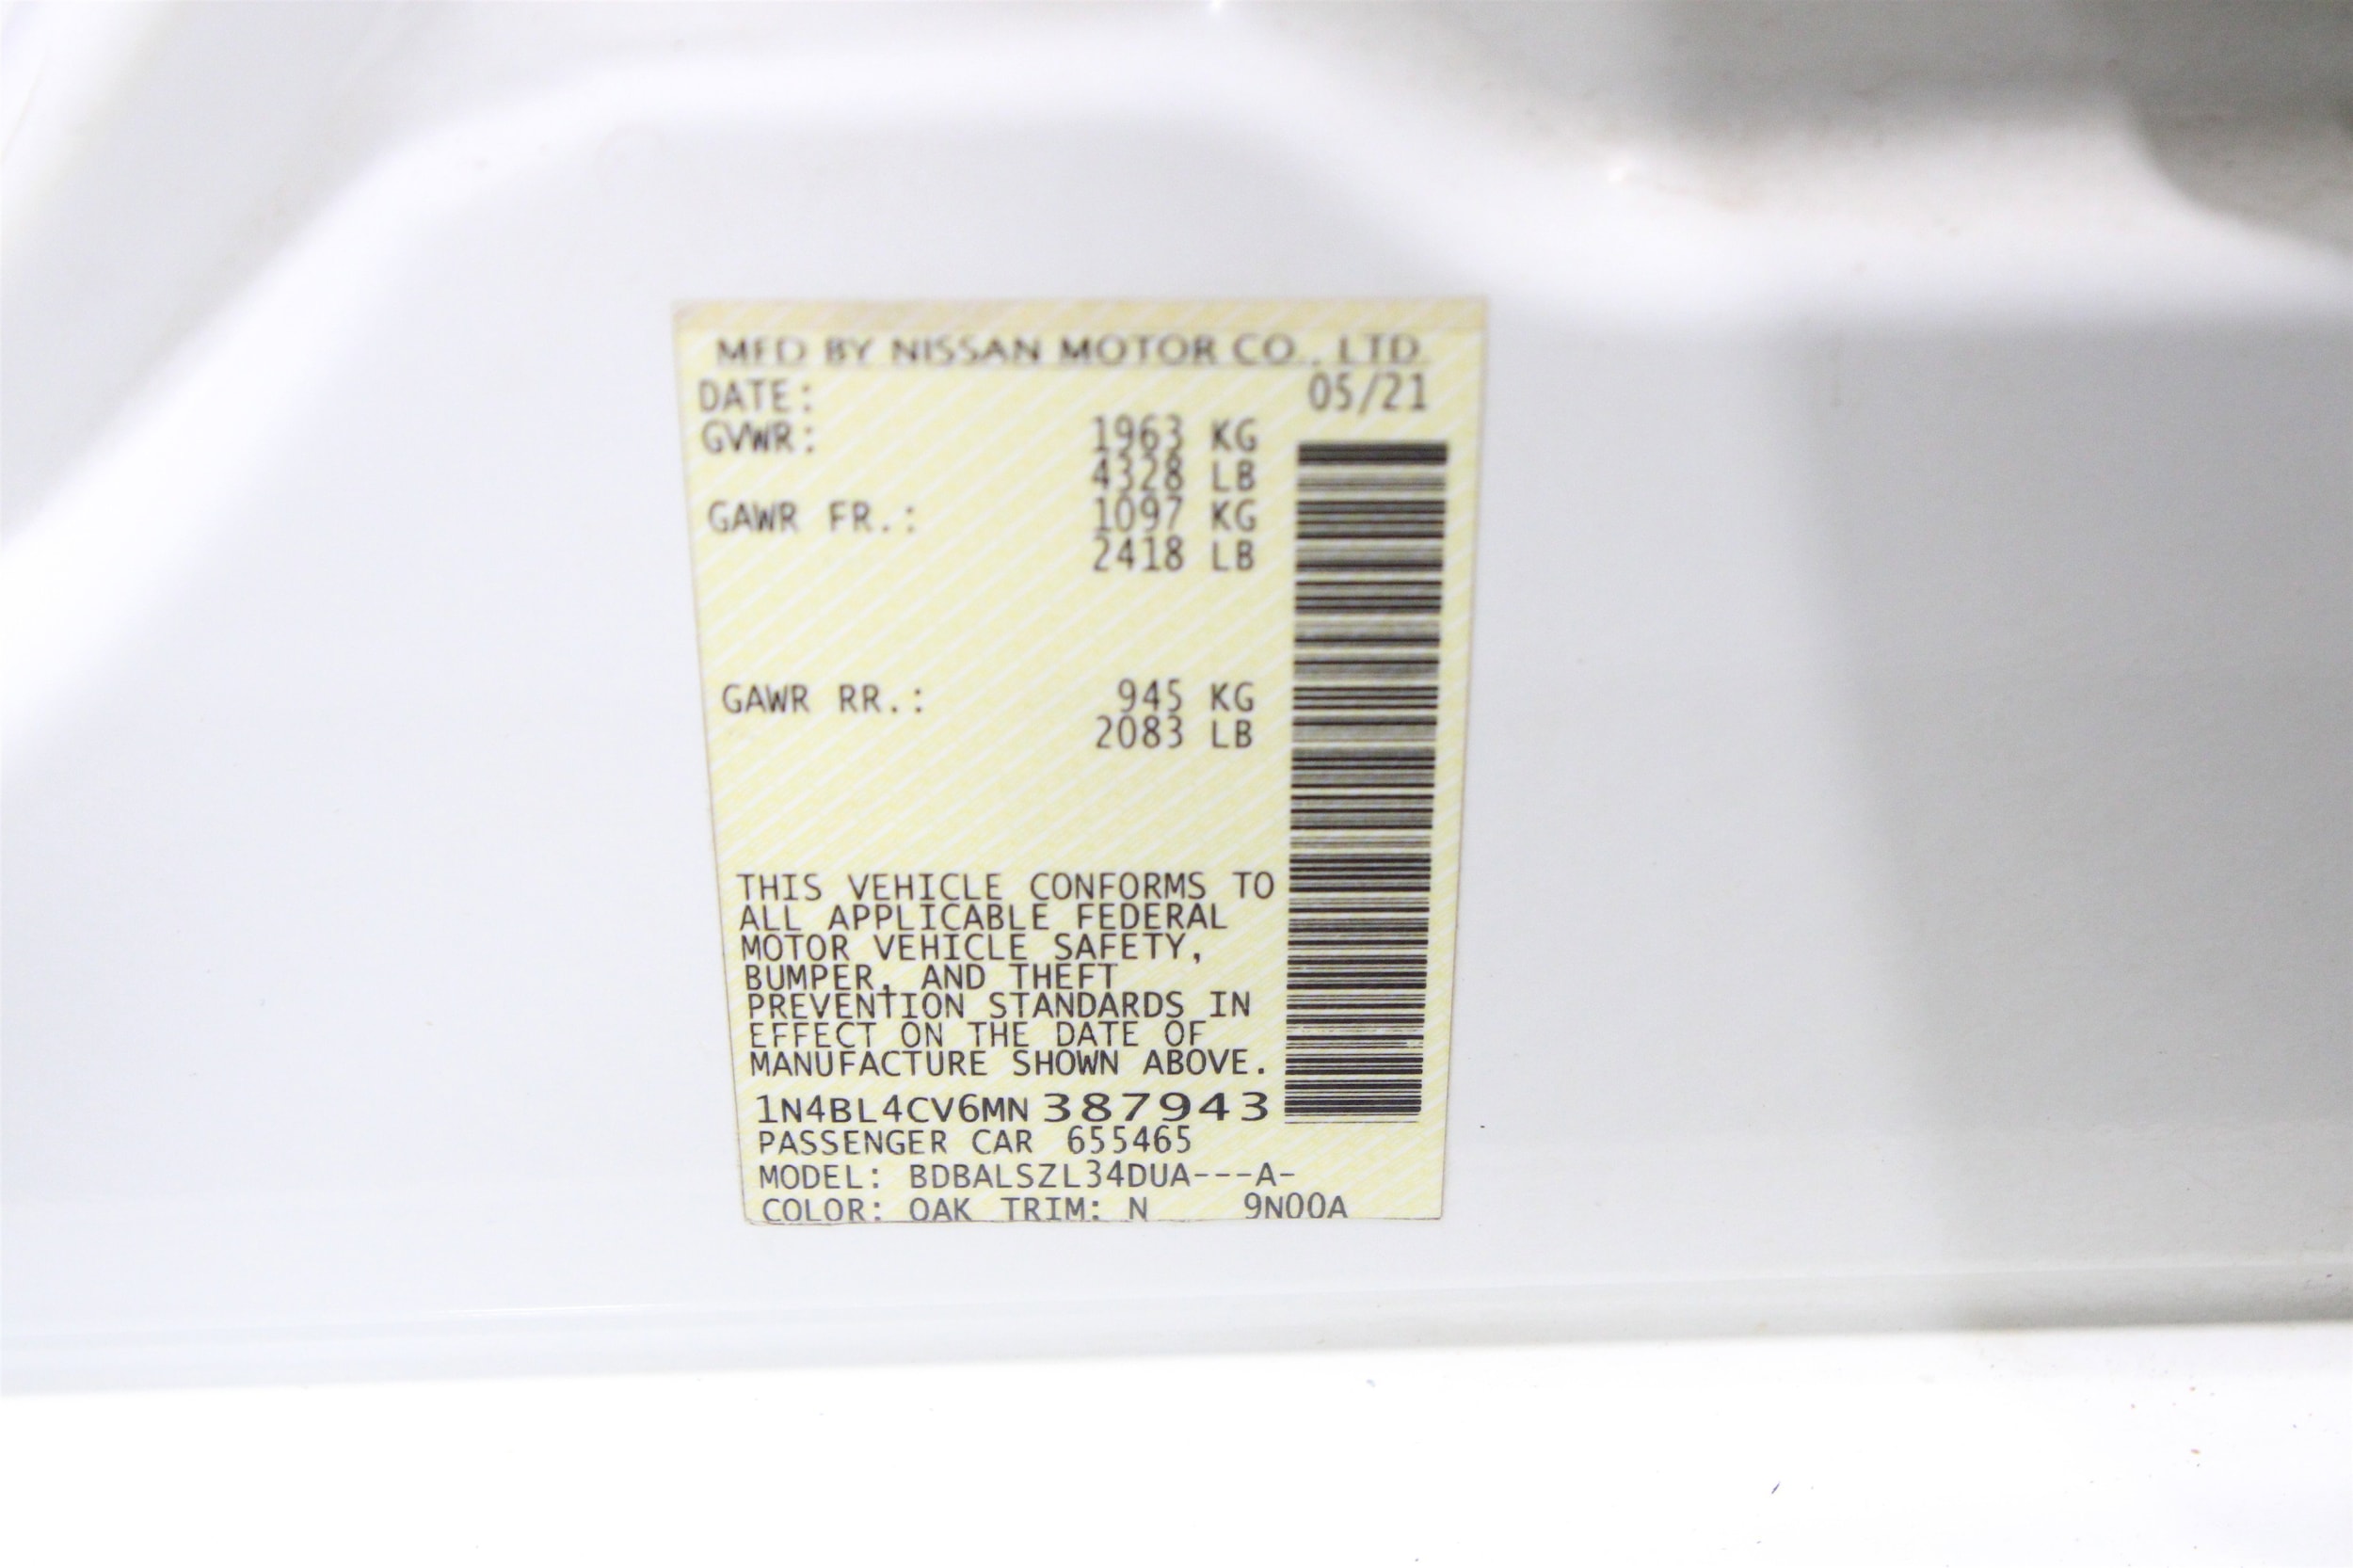 MFD BY NISSAN MOTOR CO., LTD.
DATE: 05/21
GVWR: 1963 KG
4328 LB
GAWR FR.: 1097 KG
2418 LB
GAWR RR.: 945 KG
2083 LB
THIS VEHICLE CONFORMS TO
ALL APPLICABLE FEDERAL
MOTOR VEHICLE SAFETY,
BUMPER, AND THEFT
PREVENTION STANDARDS IN
EFFECT ON THE DATE OF
MANUFACTURE SHOWN ABOVE.
1N4BL4CV6MN387943
PASSENGER CAR 655465
MODEL: BDBALSZL34DUA---A-
COLOR: QAK TRIM: N 9N00A